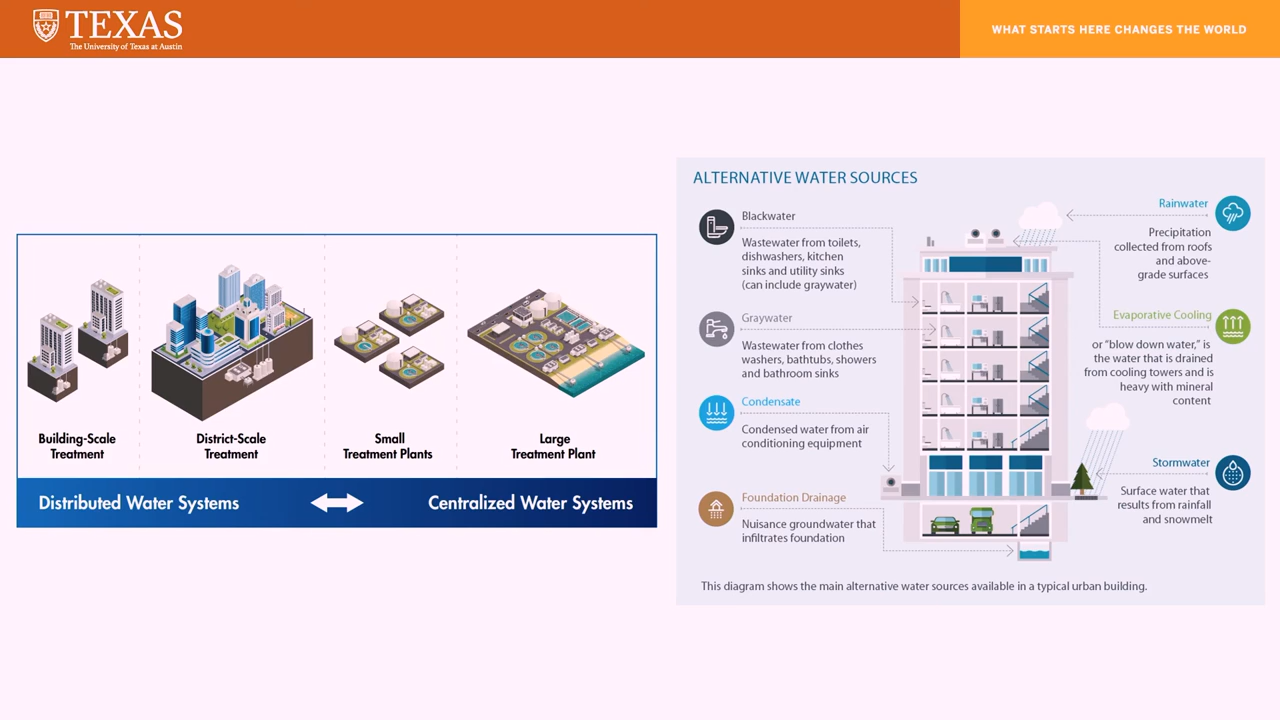 TEXAS
The University of Texas at Austin
WHAT STARTS HERE CHANGES THE WORLD
Building-Scale
Treatment
District-Scale
Treatment
Small
Treatment Plants
Large
Treatment Plant
Distributed Water Systems
Centralized Water Systems
ALTERNATIVE WATER SOURCES
Blackwater
Wastewater from toilets,
dishwashers, kitchen
sinks and utility sinks
(can include graywater)
Graywater
Wastewater from clothes
washers, bathtubs, showers
and bathroom sinks
Condensate
Condensed water from air
conditioning equipment
Foundation Drainage
Nuisance groundwater that
infiltrates foundation
Rainwater
Precipitation
collected from roofs
and above-
grade surfaces
Evaporative Cooling
or “blow down water,” is
the water that is drained
from cooling towers and is
heavy with mineral
content
Stormwater
Surface water that
results from rainfall
and snowmelt
This diagram shows the main alternative water sources available in a typical urban building.